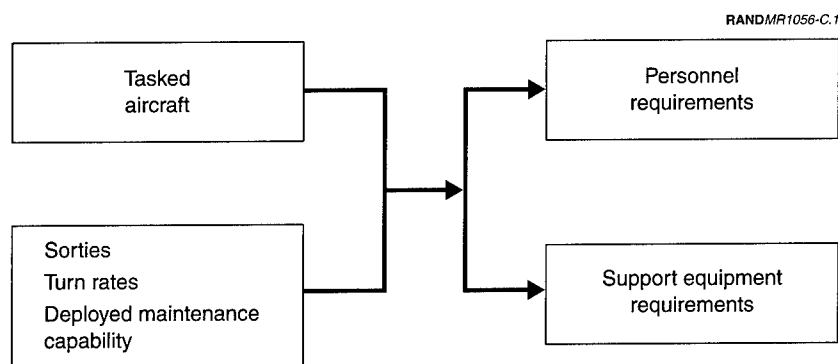 RANDMR1056-C.1
Tasked
aircraft
Personnel
requirements
Sorties
Turn rates
Deployed maintenance
capability
Support equipment
requirements